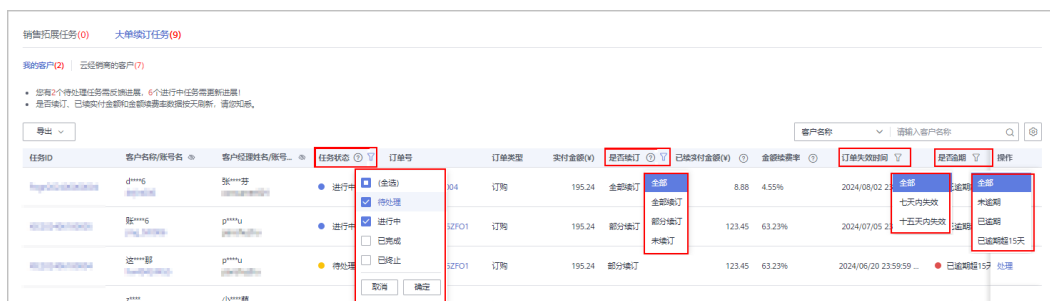 销售拓展任务(0) 大单续订任务(9)
我的客户(2) 云经销商的客户(7)
• 您有2个待处理任务需反馈进展，6个进行中任务需更新进展！
• 是否续订、已续实付金额和金额续费率数据按天刷新，请您知悉。
导出
客户名称 请输入客户名称
任务ID 客户名称/账号名 客户经理姓名/账号... 任务状态 订单号 订单类型 实付金额(¥) 是否续订 已续实付金额(¥) 金额续费率 订单失效时间 是否逾期 操作
d****6 张****芬 进行中 004 订购 195.24 全部续订 8.88 4.55% 2024/08/02 23
账****6 p****u 进行中 SZFO1 订购 195.24 部分续订 123.45 63.23% 2024/07/05 23
这****那 p****u 待处理 SZFO1 订购 195.24 部分续订 123.45 63.23% 2024/06/20 23:59:59 ... 已逾期超15天 处理
z****
(全选)
待处理
进行中
已完成
已终止
取消 确定
全部
全部续订
部分续订
未续订
全部
七天内失效
十五天内失效
全部
未逾期
已逾期
已逾期超15天